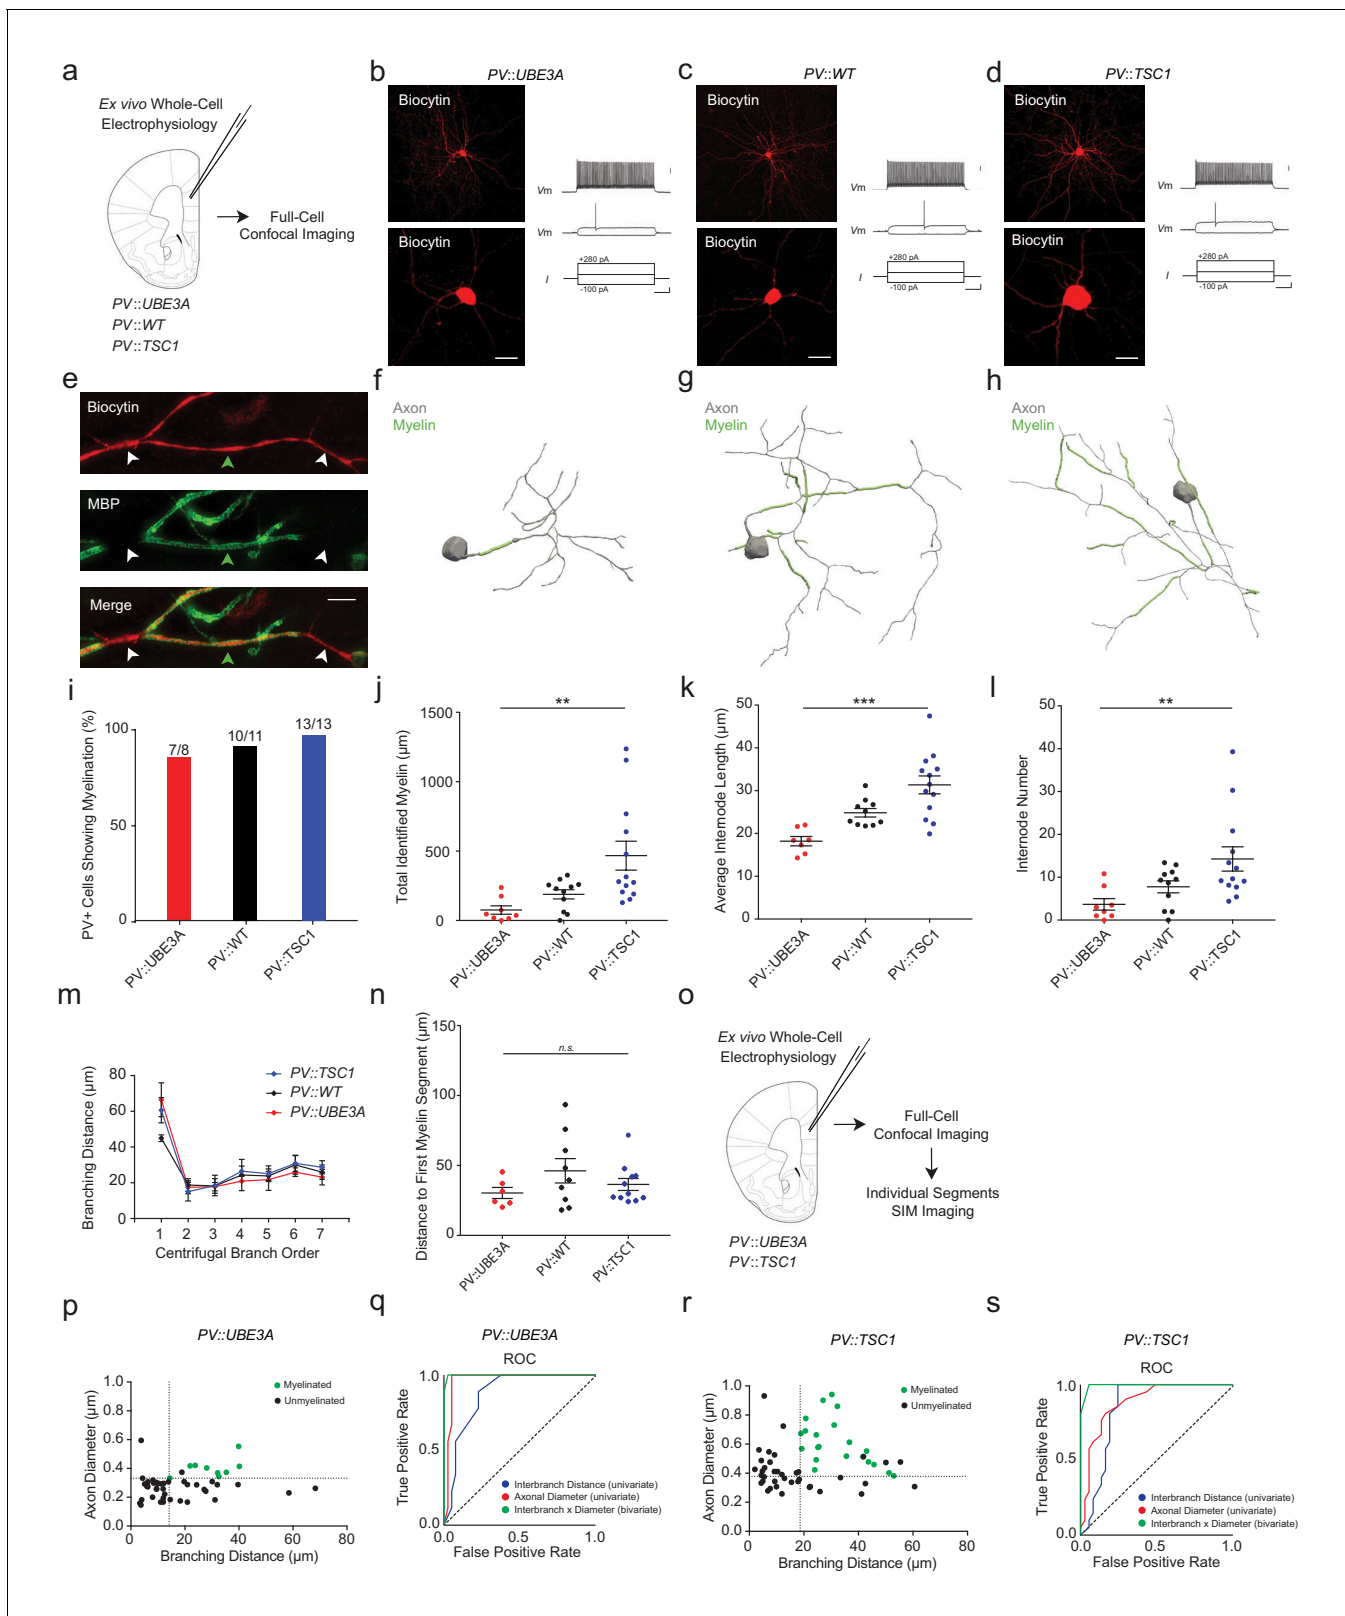 a
Ex vivo Whole-Cell
Electrophysiology
Full-Cell
Confocal Imaging
PV::UBE3A
PV::WT
PV::TSC1
b
PV::UBE3A
Biocytin
Biocytin
Vm
Vm
I
+280 pA
-100 pA
c
PV::WT
Biocytin
Biocytin
Vm
Vm
I
+280 pA
-100 pA
d
PV::TSC1
Biocytin
Biocytin
Vm
Vm
I
+280 pA
-100 pA
e
Biocytin
MBP
Merge
f
Axon
Myelin
g
Axon
Myelin
h
Axon
Myelin
i
PV+ Cells Showing Myelination (%)
100
50
0
7/8
10/11
13/13
PV::UBE3A
PV::WT
PV::TSC1
j
Total Identified Myelin (µm)
1500
1000
500
0
**
PV::UBE3A
PV::WT
PV::TSC1
k
Average Internode Length (µm)
50
40
30
20
10
0
***
PV::UBE3A
PV::WT
PV::TSC1
l
Internode Number
50
40
30
20
10
0
**
PV::UBE3A
PV::WT
PV::TSC1
m
Branching Distance (µm)
80
60
40
20
0
PV::TSC1
PV::WT
PV::UBE3A
1 2 3 4 5 6 7
Centrifugal Branch Order
n
Distance to First Myelin Segment (µm)
150
100
50
0
n.s.
PV::UBE3A
PV::WT
PV::TSC1
o
Ex vivo Whole-Cell
Electrophysiology
Full-Cell
Confocal Imaging
Individual Segments
SIM Imaging
PV::UBE3A
PV::TSC1
p
PV::UBE3A
Axon Diameter (µm)
1.0
0.8
0.6
0.4
0.2
0.0
Myelinated
Unmyelinated
0 20 40 60 80
Branching Distance (µm)
q
PV::UBE3A
ROC
True Positive Rate
1.0
0.5
0.0
Interbranch Distance (univariate)
Axonal Diameter (univariate)
Interbranch x Diameter (bivariate)
0.0 0.5 1.0
False Positive Rate
r
PV::TSC1
Axon Diameter (µm)
1.0
0.8
0.6
0.4
0.2
0.0
Myelinated
Unmyelinated
0 20 40 60 80
Branching Distance (µm)
s
PV::TSC1
ROC
True Positive Rate
1.0
0.5
0.0
Interbranch Distance (univariate)
Axonal Diameter (univariate)
Interbranch x Diameter (bivariate)
0.0 0.5 1.0
False Positive Rate